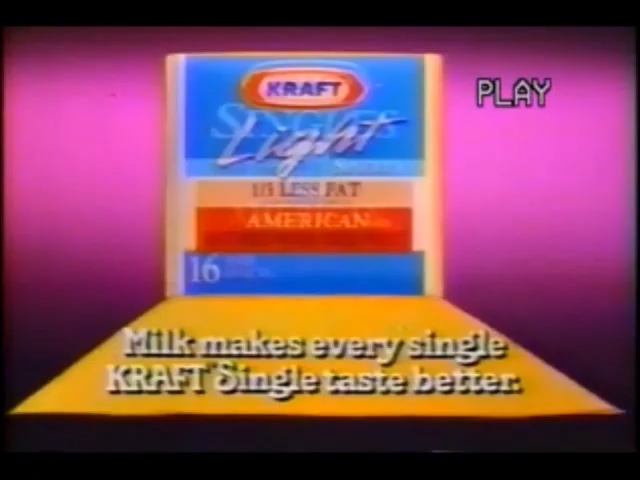 PLAY
KRAFT
SINGLES
Light
1/3 LESS FAT
AMERICAN
16
Milk makes every single
KRAFT Single taste better.